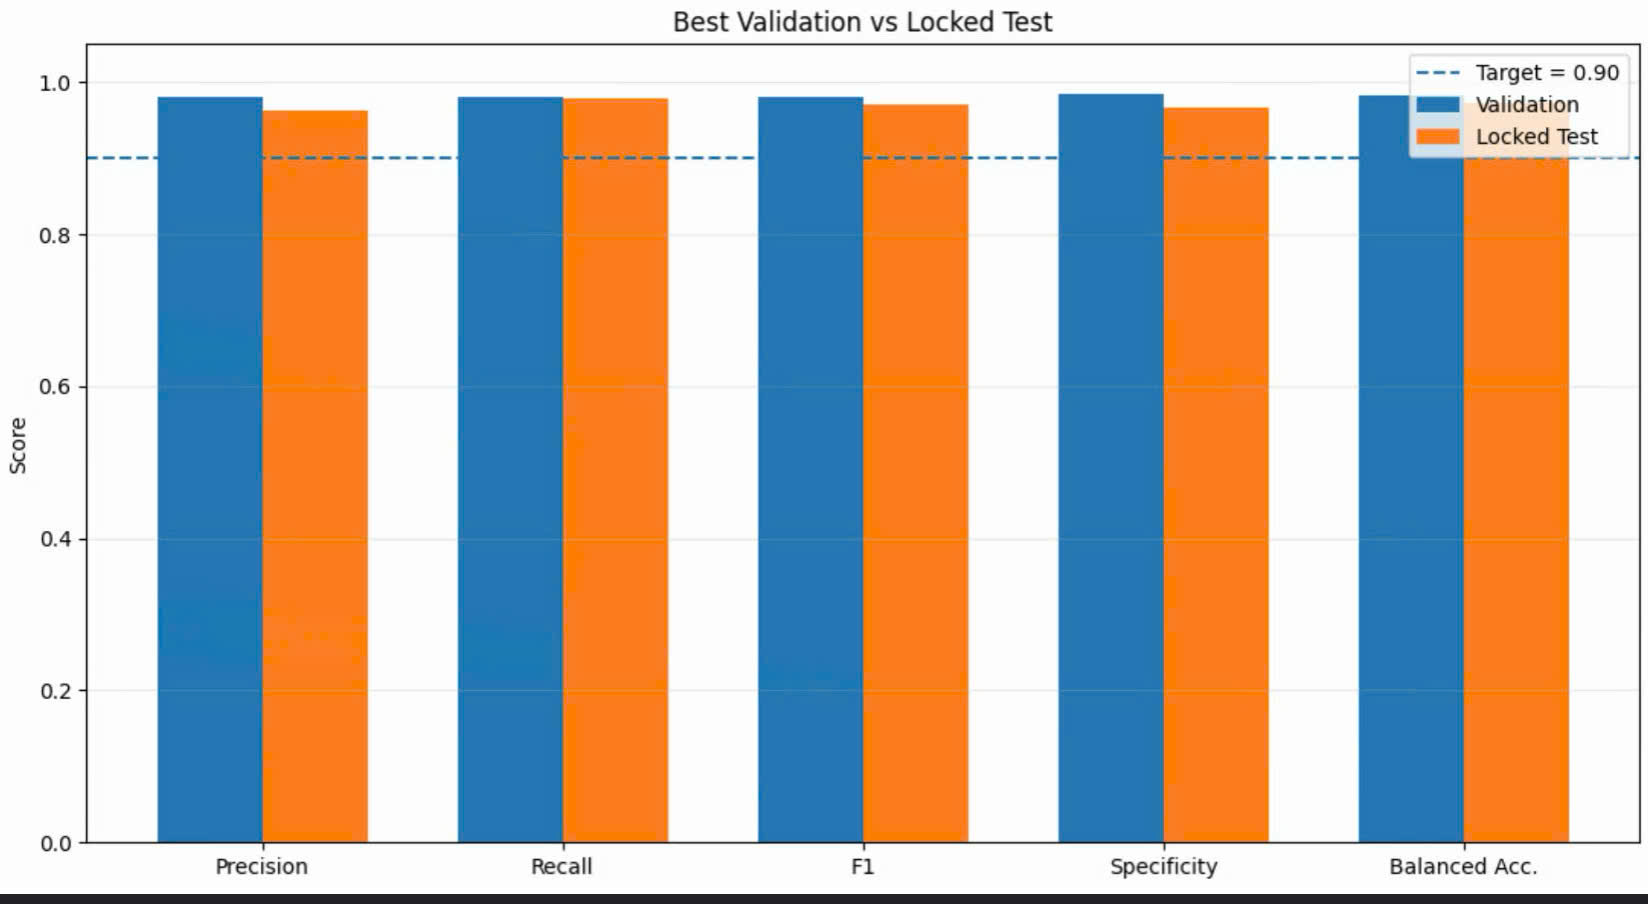 Best Validation vs Locked Test
Target = 0.90
Validation
Locked Test
1.0
0.8
0.6
0.4
0.2
0.0
Score
Precision
Recall
F1
Specificity
Balanced Acc.